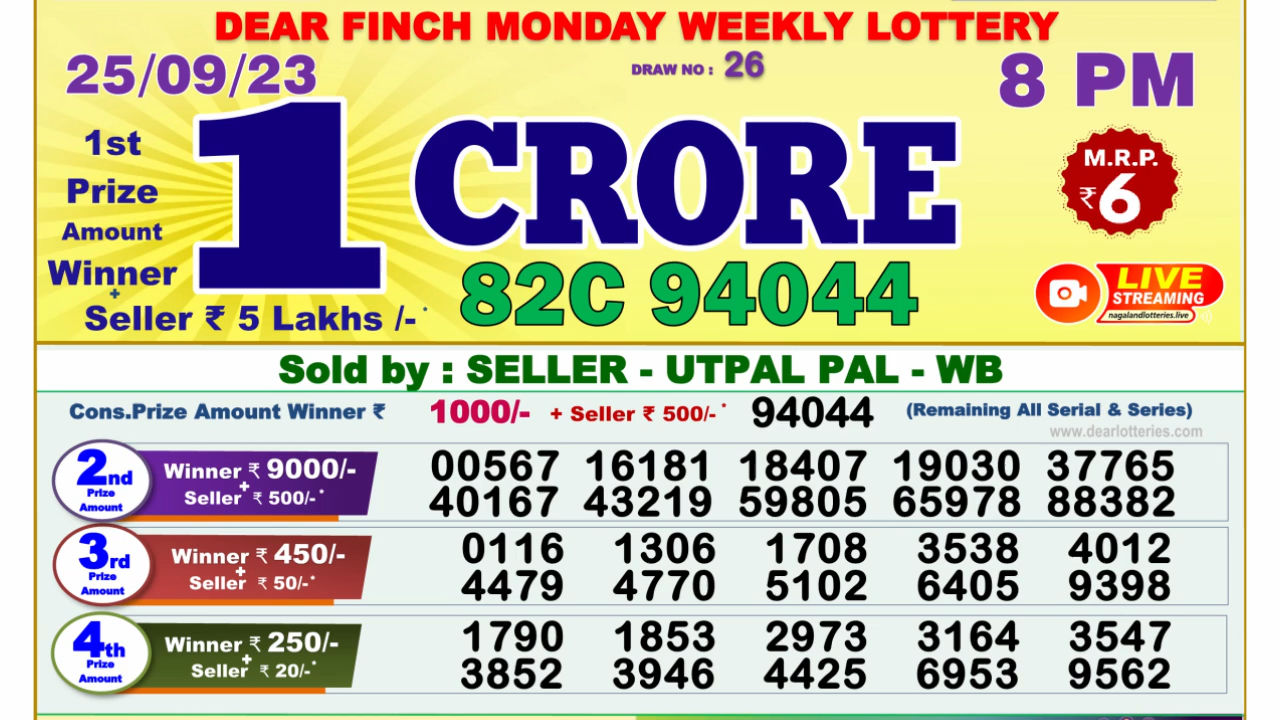 DEAR FINCH MONDAY WEEKLY LOTTERY
25/09/23
DRAW NO : 26
8 PM
1st
Prize
Amount
Winner
+
Seller ₹ 5 Lakhs /-*
1 CRORE
82C 94044
M.R.P.
₹6
LIVE
STREAMING
nagalandlotteries.live
Sold by : SELLER - UTPAL PAL - WB
Cons.Prize Amount Winner ₹ 1000/- + Seller ₹ 500/-* 94044 (Remaining All Serial & Series)
www.dearlotteries.com
2nd
Prize
Amount
Winner ₹ 9000/-
+
Seller ₹ 500/-*
00567 16181 18407 19030 37765
40167 43219 59805 65978 88382
3rd
Prize
Amount
Winner ₹ 450/-
+
Seller ₹ 50/-*
0116 1306 1708 3538 4012
4479 4770 5102 6405 9398
4th
Prize
Amount
Winner ₹ 250/-
+
Seller ₹ 20/-*
1790 1853 2973 3164 3547
3852 3946 4425 6953 9562